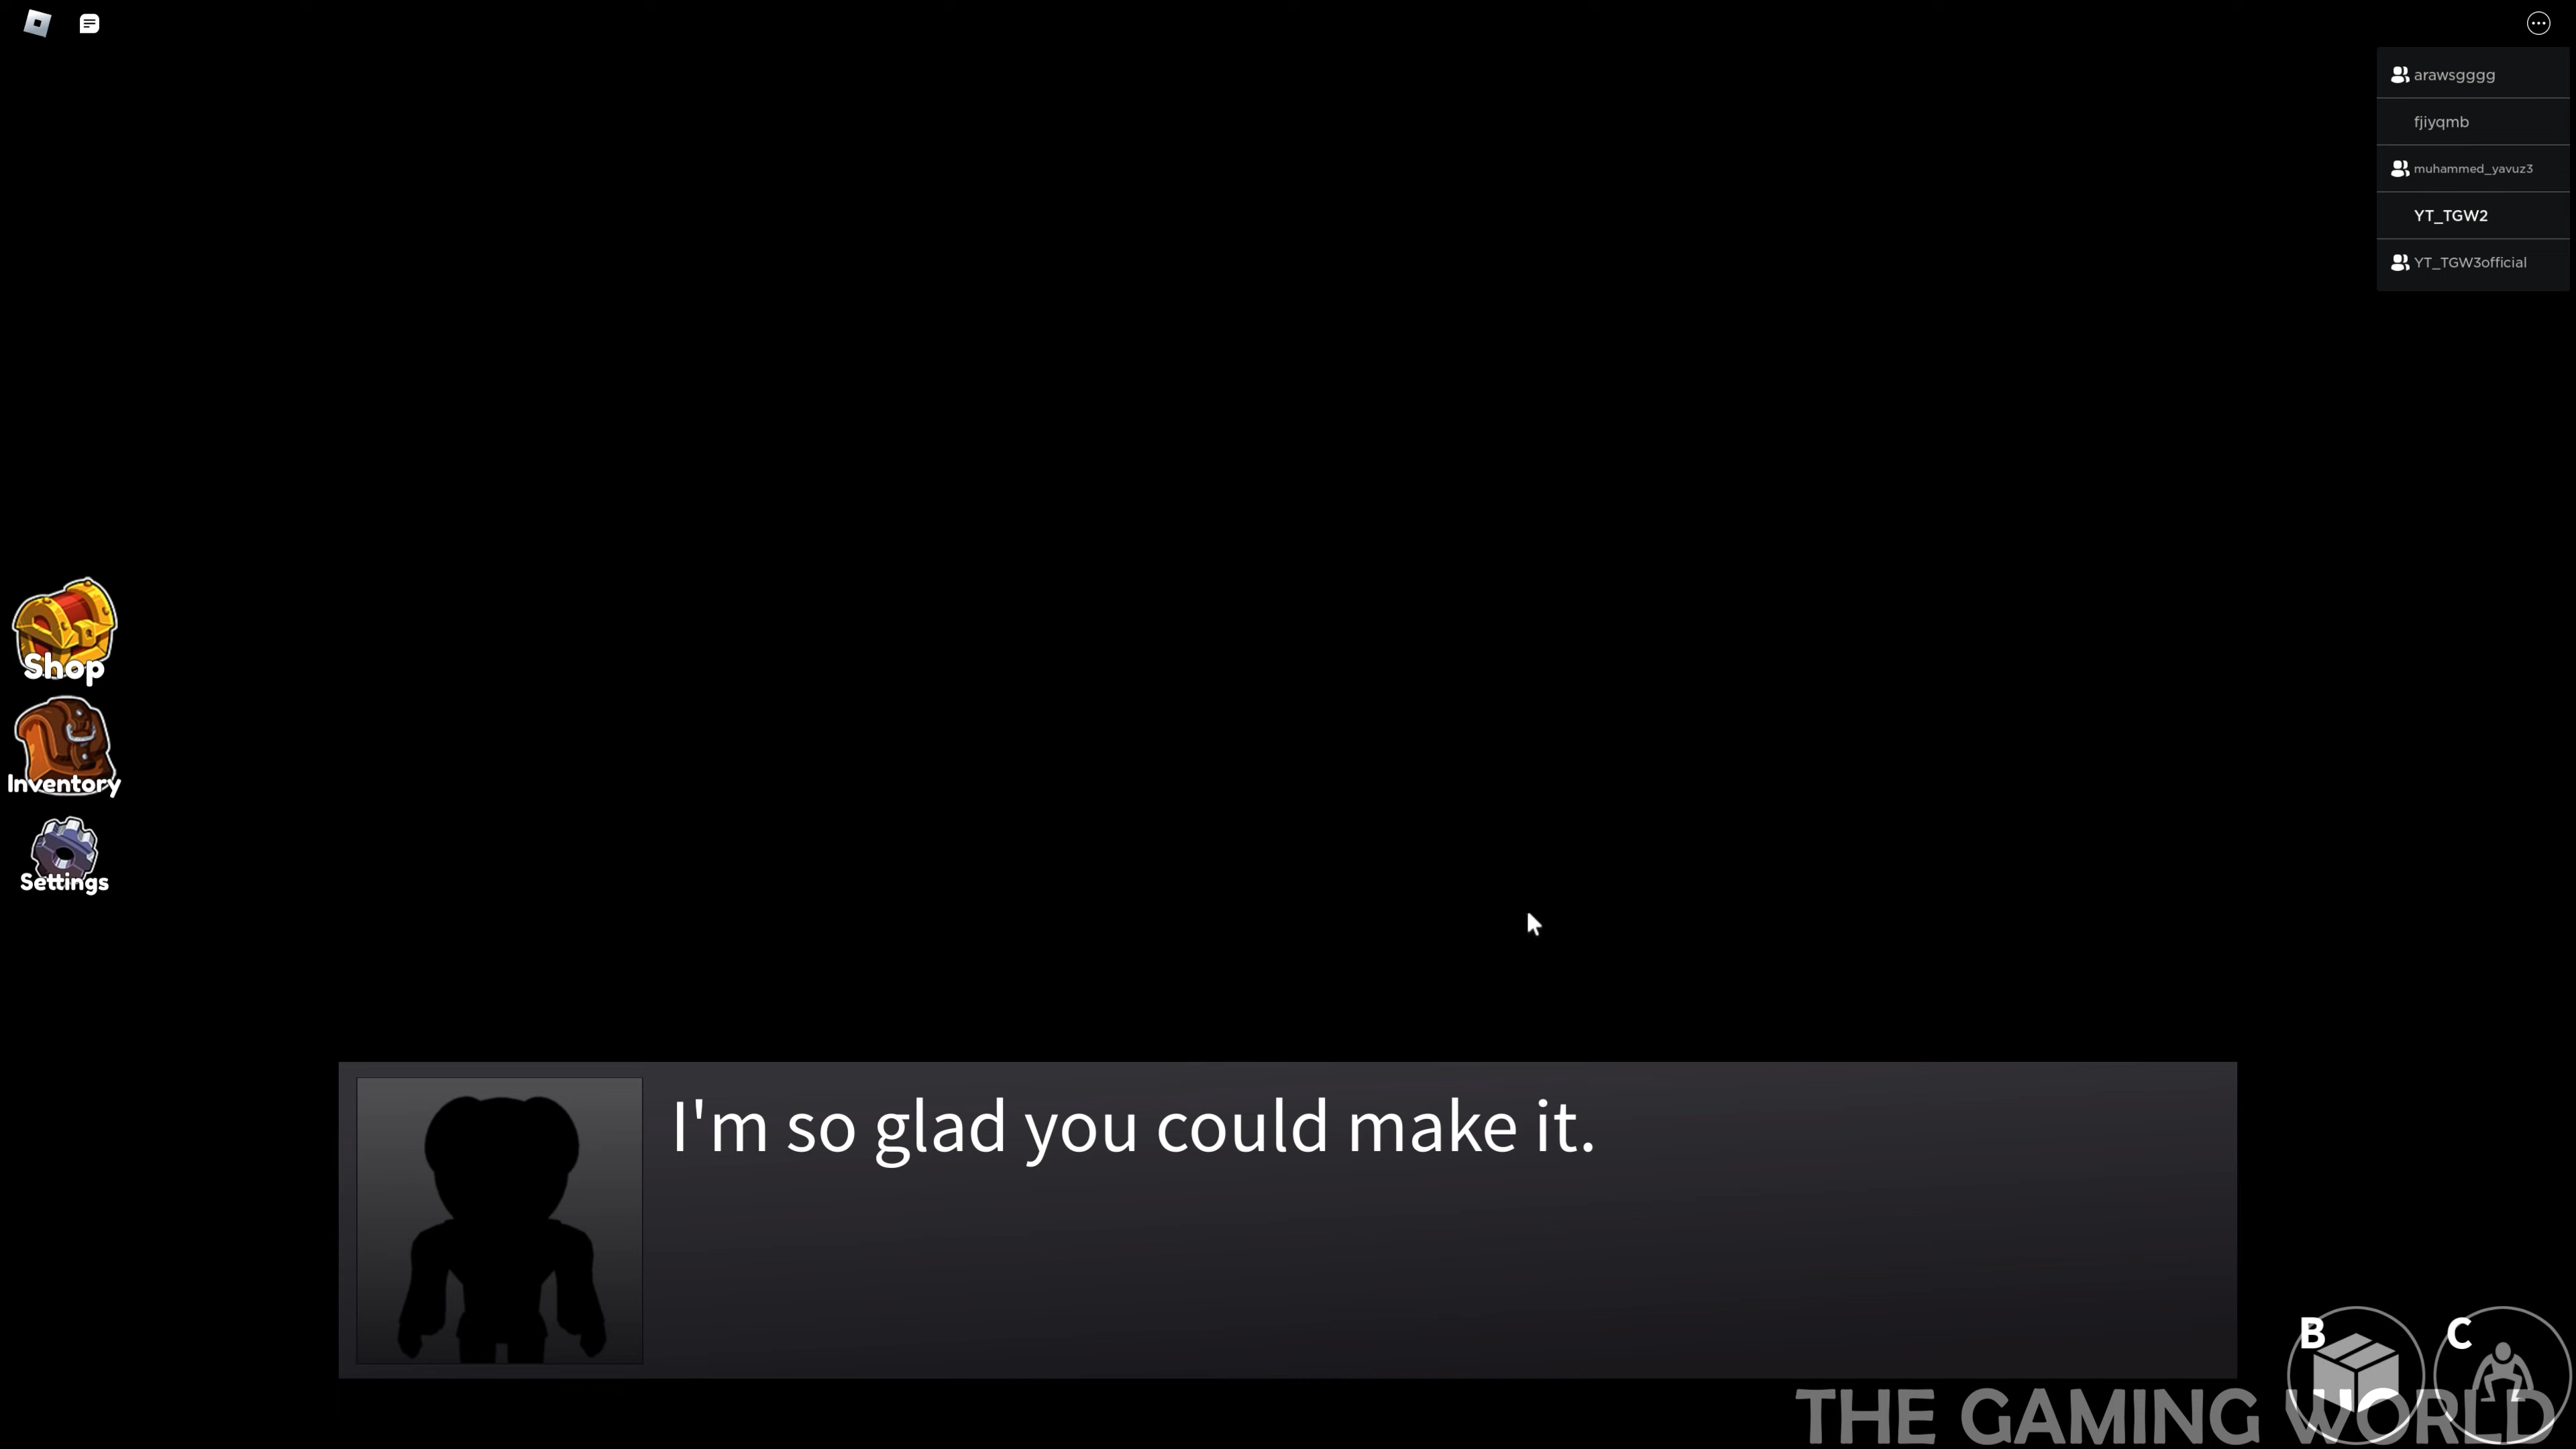 arawsgggg
fjiyqmb
muhammed_yavuz3
YT_TGW2
YT_TGW3official
Shop
Inventory
Settings
I'm so glad you could make it.
B
C
THE GAMING WORLD